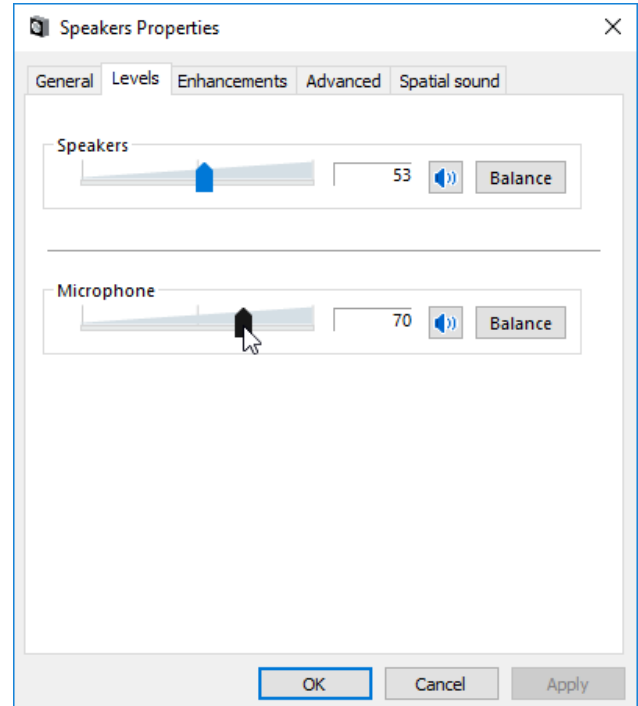 Speakers Properties
General Levels Enhancements Advanced Spatial sound
Speakers
53 Balance
Microphone
70 Balance
OK Cancel Apply